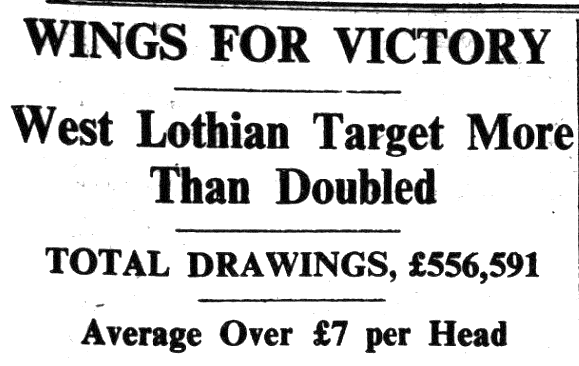 WINGS FOR VICTORY
West Lothian Target More
Than Doubled
TOTAL DRAWINGS, £556,591
Average Over £7 per Head